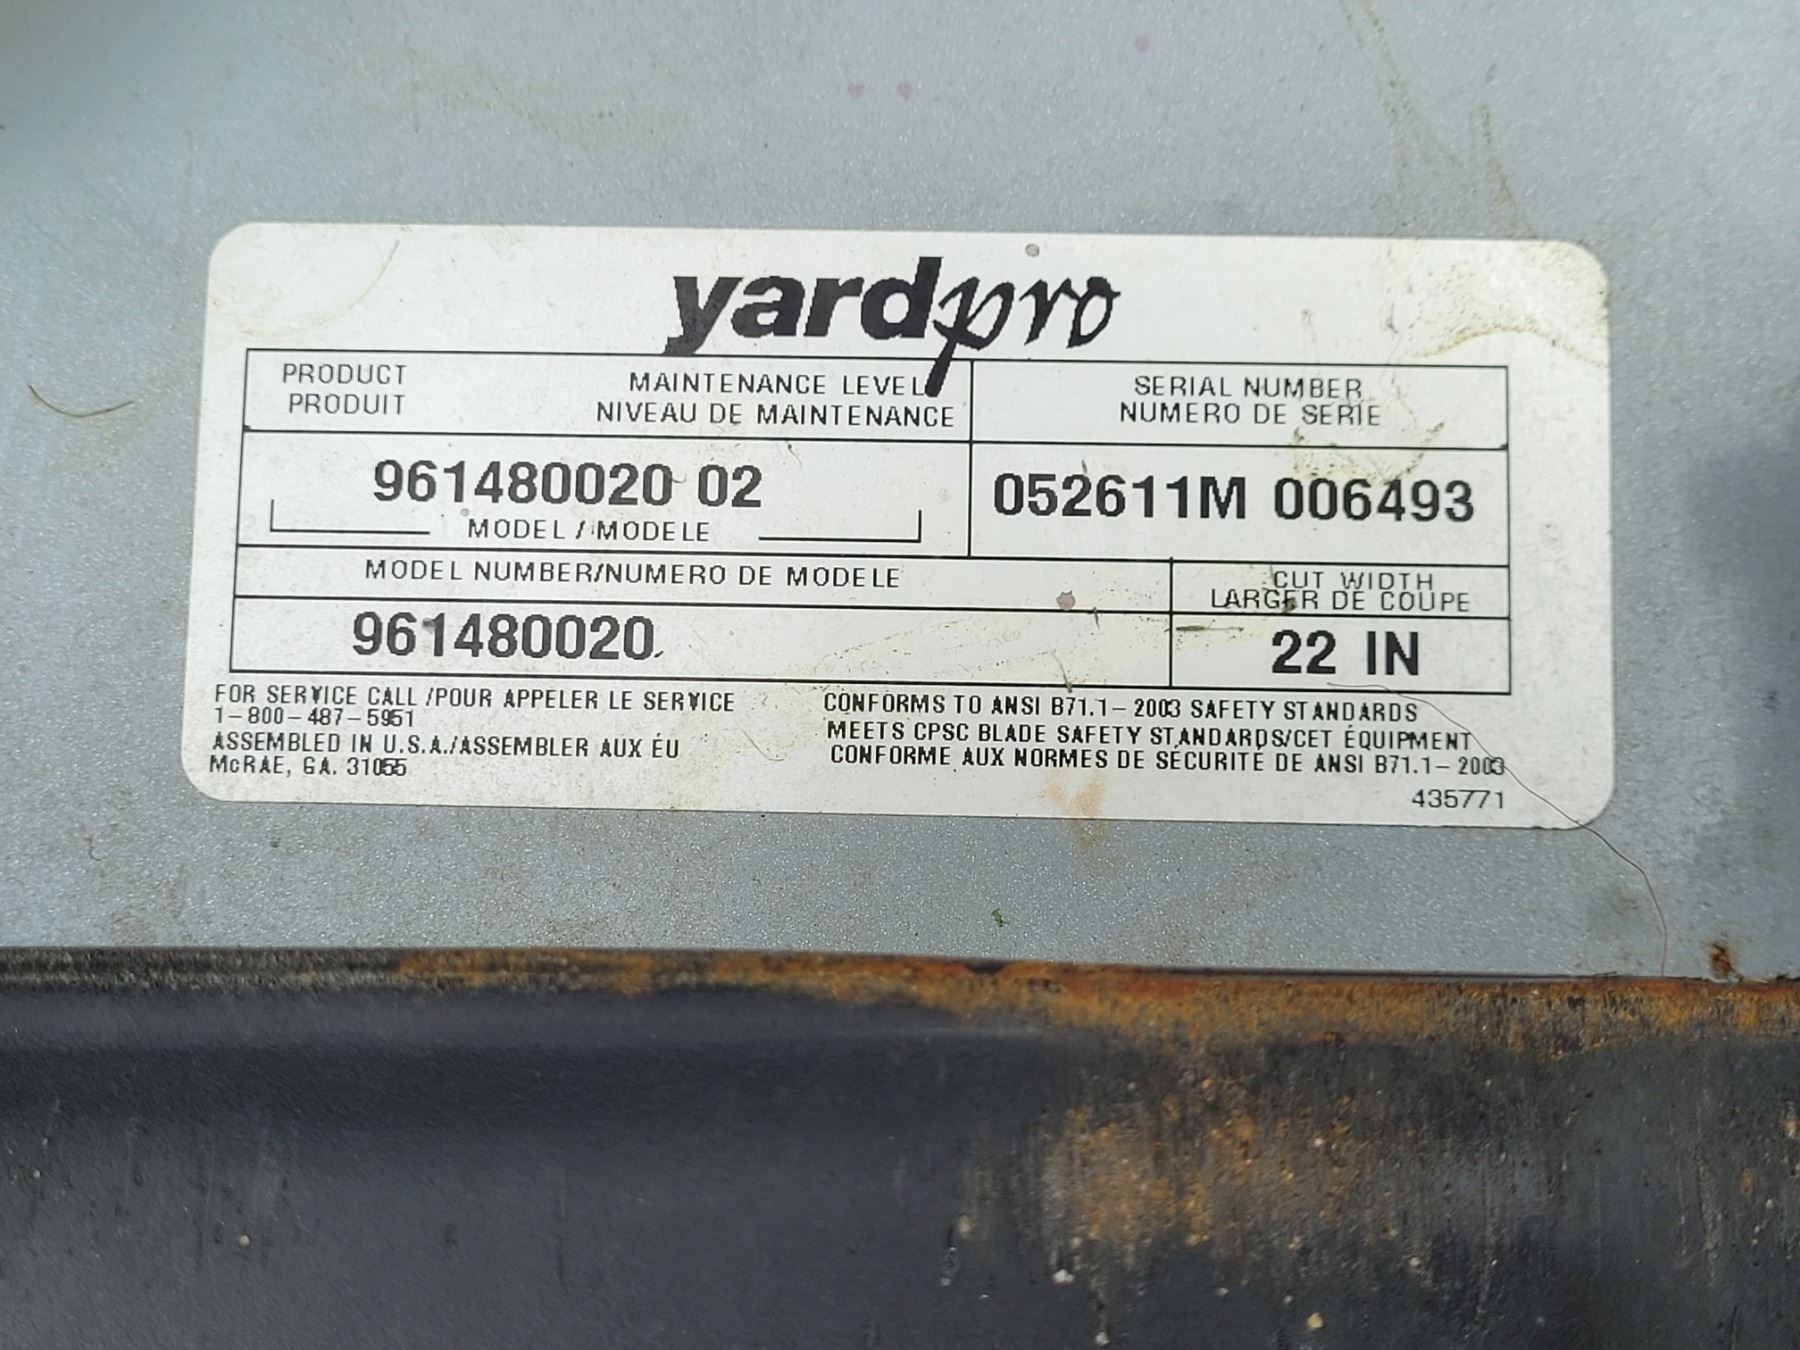 yardpro
PRODUCT MAINTENANCE LEVEL SERIAL NUMBER
PRODUIT NIVEAU DE MAINTENANCE NUMERO DE SERIE
961480020 02 052611M 006493
MODEL / MODELE
MODEL NUMBER/NUMERO DE MODELE CUT WIDTH
LARGER DE COUPE
961480020 22 IN
FOR SERVICE CALL /POUR APPELER LE SERVICE
1-800-487-5951
ASSEMBLED IN U.S.A./ASSEMBLER AUX ÉU
McRAE, GA. 31055
CONFORMS TO ANSI B71.1-2003 SAFETY STANDARDS
MEETS CPSC BLADE SAFETY STANDARDS/CET ÉQUIPMENT
CONFORME AUX NORMES DE SÉCURITÉ DE ANSI B71.1-2003
435771